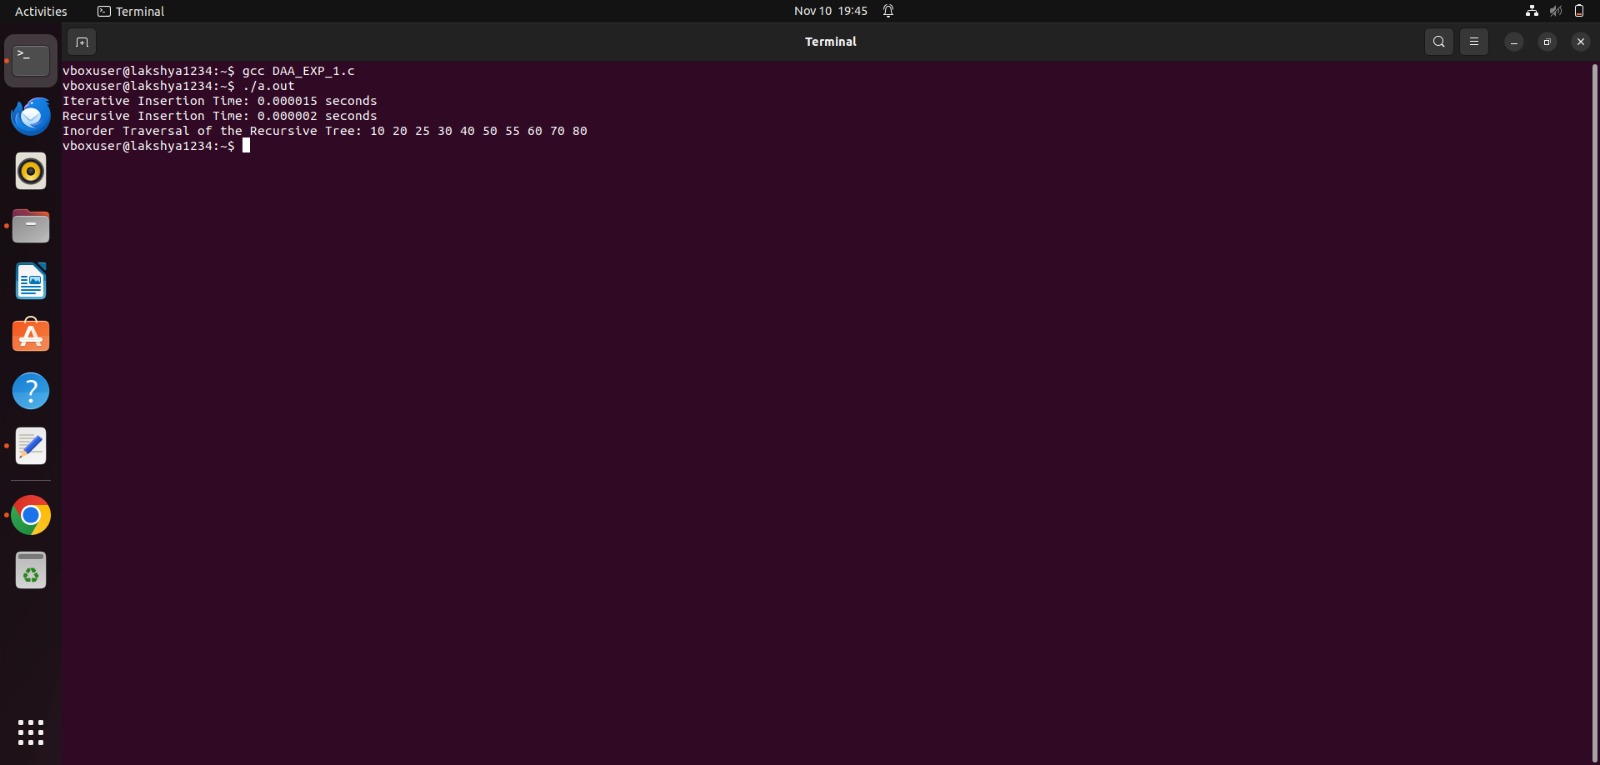 Activities
Terminal
Nov 10 19:45
Terminal
vboxuser@lakshya1234:~$ gcc DAA_EXP_1.c
vboxuser@lakshya1234:~$ ./a.out
Iterative Insertion Time: 0.000015 seconds
Recursive Insertion Time: 0.000002 seconds
Inorder Traversal of the Recursive Tree: 10 20 25 30 40 50 55 60 70 80
vboxuser@lakshya1234:~$